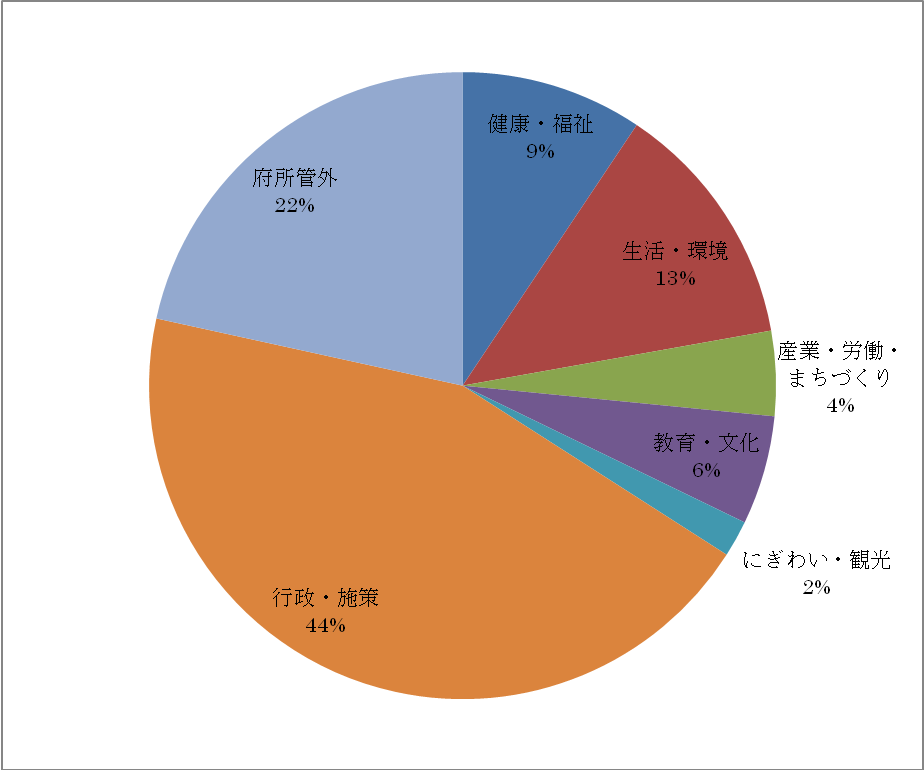 健康・福祉
9%
生活・環境
13%
産業・労働・
まちづくり
4%
教育・文化
6%
にぎわい・観光
2%
行政・施策
44%
府所管外
22%